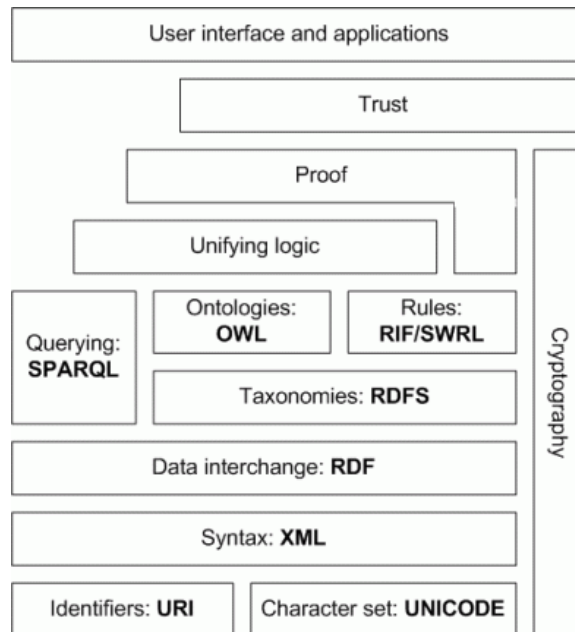 User interface and applications
Trust
Proof
Unifying logic
Querying:
SPARQL
Ontologies:
OWL
Rules:
RIF/SWRL
Taxonomies: RDFS
Data interchange: RDF
Syntax: XML
Identifiers: URI
Character set: UNICODE
Cryptography